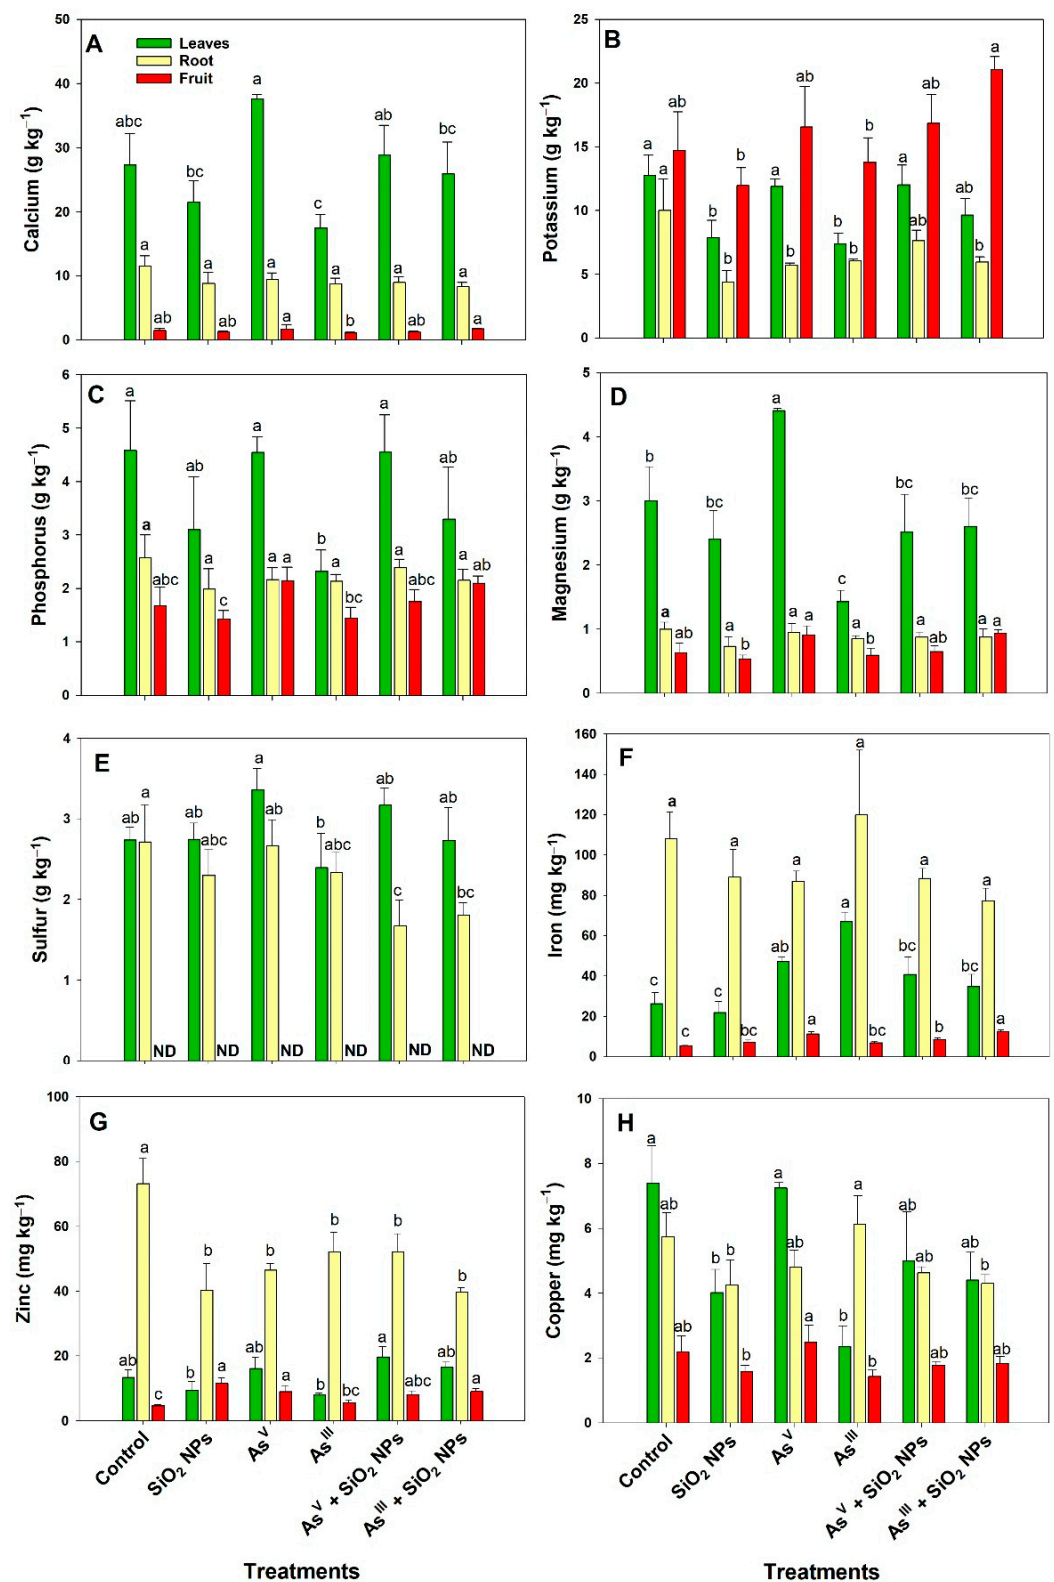 A
Leaves
Root
Fruit
Calcium (g kg⁻¹)
50
40
30
20
10
0
abc
a
ab
bc
a
ab
a
a
a
c
a
b
ab
a
ab
bc
a
a
B
Potassium (g kg⁻¹)
25
20
15
10
5
0
a
a
ab
b
b
b
a
b
ab
b
b
b
a
ab
ab
ab
b
a
C
Phosphorus (g kg⁻¹)
6
5
4
3
2
1
0
a
a
abc
ab
a
c
a
a
a
b
a
bc
a
a
abc
ab
a
ab
D
Magnesium (g kg⁻¹)
5
4
3
2
1
0
b
a
ab
bc
a
b
a
a
a
c
a
b
bc
a
ab
bc
a
a
E
Sulfur (g kg⁻¹)
4
3
2
1
0
ab
a
ND
ab
abc
ND
a
ab
ND
b
abc
ND
ab
c
ND
ab
bc
ND
F
Iron (mg kg⁻¹)
160
140
120
100
80
60
40
20
0
c
a
c
c
a
bc
ab
a
a
a
a
bc
bc
a
b
bc
a
a
G
Zinc (mg kg⁻¹)
100
80
60
40
20
0
ab
a
c
b
b
a
ab
b
a
b
b
bc
a
b
abc
ab
b
a
Control
SiO₂ NPs
Asⱽ
Asᴵᴵᴵ
Asⱽ + SiO₂ NPs
Asᴵᴵᴵ + SiO₂ NPs
Treatments
H
Copper (mg kg⁻¹)
10
8
6
4
2
0
a
ab
ab
b
b
b
a
ab
a
b
a
b
ab
ab
ab
ab
b
ab
Control
SiO₂ NPs
Asⱽ
Asᴵᴵᴵ
Asⱽ + SiO₂ NPs
Asᴵᴵᴵ + SiO₂ NPs
Treatments